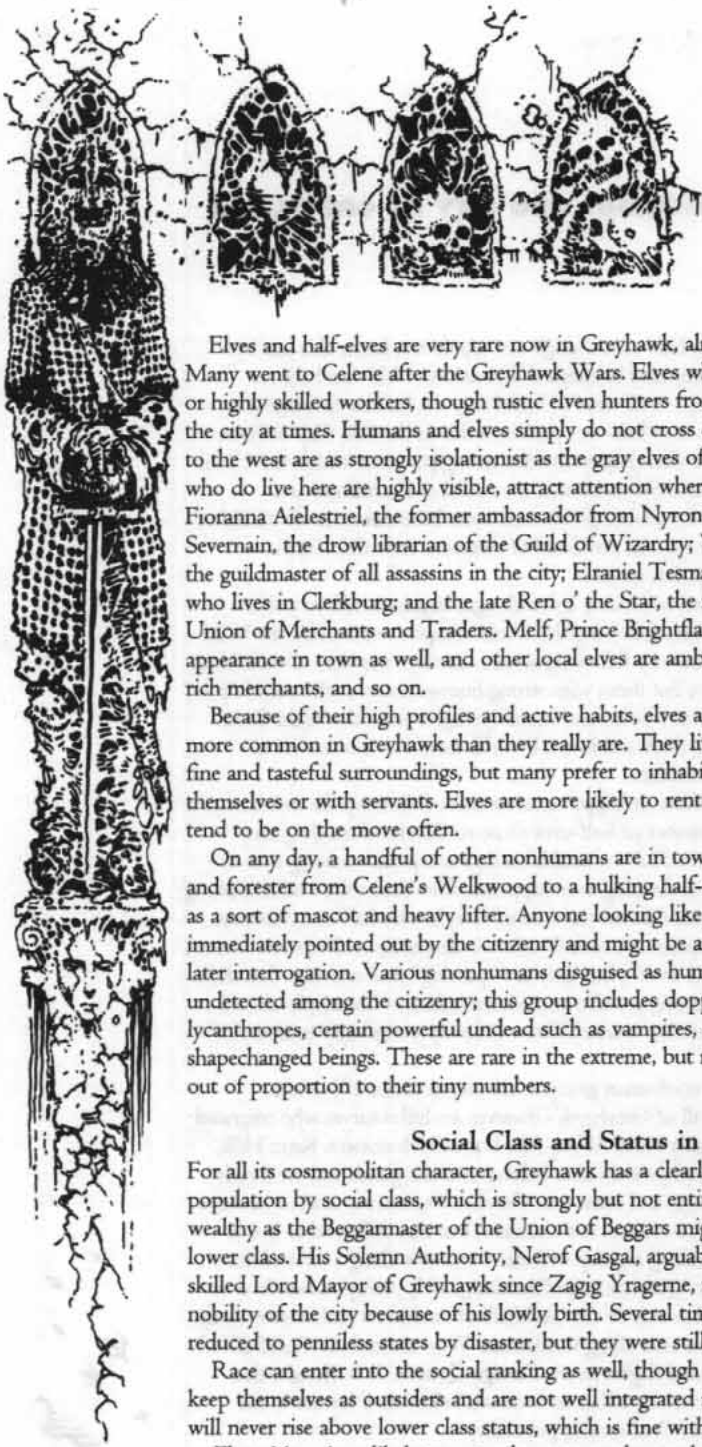 Elves and half-elves are very rare now in Greyhawk, al
Many went to Celene after the Greyhawk Wars. Elves wh
or highly skilled workers, though rustic elven hunters fro
the city at times. Humans and elves simply do not cross
to the west are as strongly isolationist as the gray elves of
who do live here are highly visible, attract attention wher
Fioranna Aielestriel, the former ambassador from Nyron
Severnain, the drow librarian of the Guild of Wizardry;
the guildmaster of all assassins in the city; Elraniel Tesma
who lives in Clerkburg; and the late Ren o' the Star, the
Union of Merchants and Traders. Melf, Prince Brightfla
appearance in town as well, and other local elves are amb
rich merchants, and so on.
Because of their high profiles and active habits, elves a
more common in Greyhawk than they really are. They li
fine and tasteful surroundings, but many prefer to inhabi
themselves or with servants. Elves are more likely to rent
tend to be on the move often.
On any day, a handful of other nonhumans are in tow
and forester from Celene's Welkwood to a hulking half-
as a sort of mascot and heavy lifter. Anyone looking like
immediately pointed out by the citizenry and might be a
later interrogation. Various nonhumans disguised as hum
undetected among the citizenry; this group includes dopp
lycanthropes, certain powerful undead such as vampires,
shapechanged beings. These are rare in the extreme, but
out of proportion to their tiny numbers.
Social Class and Status in
For all its cosmopolitan character, Greyhawk has a clearl
population by social class, which is strongly but not enti
wealthy as the Beggarmaster of the Union of Beggars mig
lower class. His Solemn Authority, Nerof Gasgal, arguab
skilled Lord Mayor of Greyhawk since Zagig Yragerne,
nobility of the city because of his lowly birth. Several tin
reduced to penniless states by disaster, but they were still
Race can enter into the social ranking as well, though
keep themselves as outsiders and are not well integrated
will never rise above lower class status, which is fine with